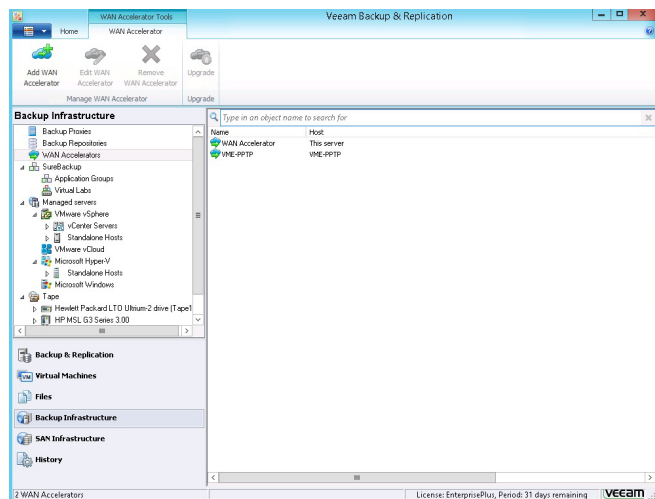 WAN Accelerator Tools
Veeam Backup & Replication
Home
WAN Accelerator
Add WAN Accelerator
Edit WAN Accelerator
Remove WAN Accelerator
Upgrade
Manage WAN Accelerator
Upgrade
Backup Infrastructure
Type in an object name to search for
Backup Proxies
Backup Repositories
WAN Accelerators
SureBackup
Application Groups
Virtual Labs
Managed servers
VMware vSphere
vCenter Servers
Standalone Hosts
VMware vCloud
Microsoft Hyper-V
Standalone Hosts
Microsoft Windows
Tape
Hewlett Packard LTO Ultrium-2 drive (Tape1
HP MSL G3 Series 3.00
Name Host
WAN Accelerator This server
VME-PPTP VME-PPTP
Backup & Replication
Virtual Machines
Files
Backup Infrastructure
SAN Infrastructure
History
2 WAN Accelerators
License: EnterprisePlus, Period: 31 days remaining
veeam